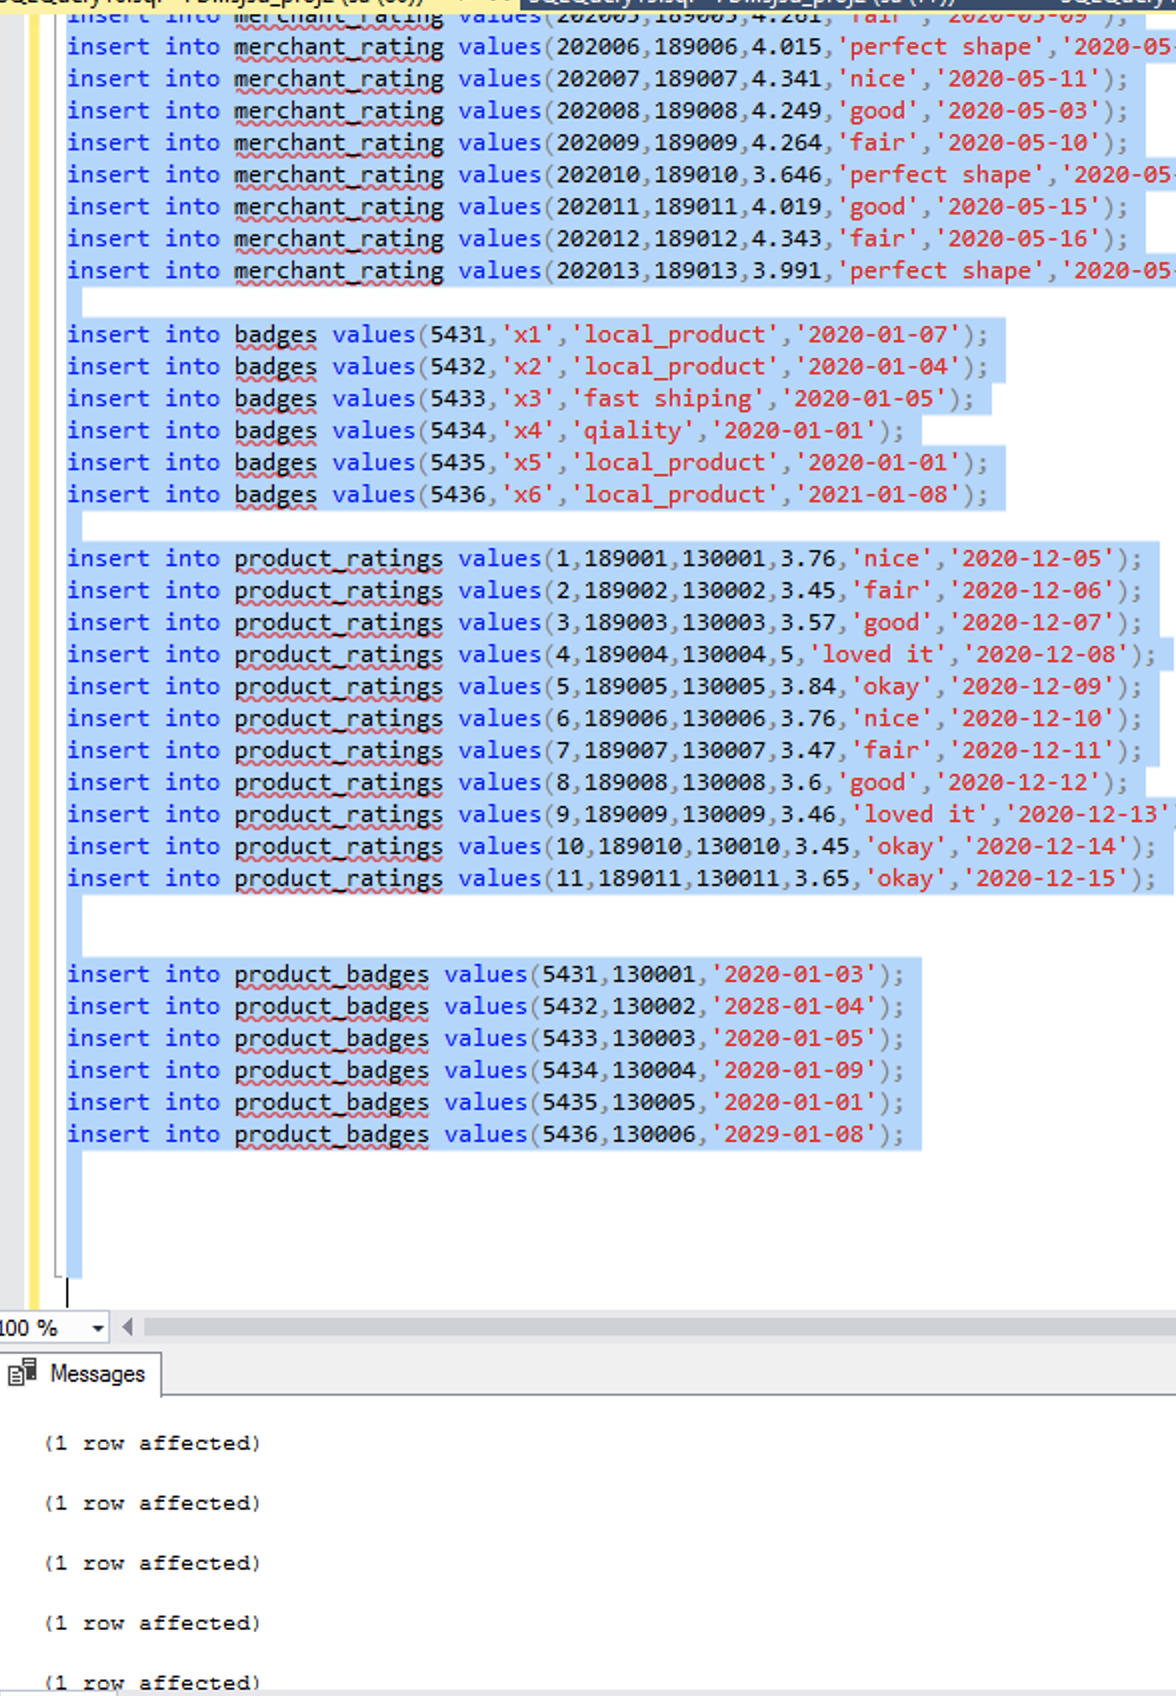 insert into merchant_rating values(202005,189005,4.261,'fair','2020-05-09');
insert into merchant_rating values(202006,189006,4.015,'perfect shape','2020-05-
insert into merchant_rating values(202007,189007,4.341,'nice','2020-05-11');
insert into merchant_rating values(202008,189008,4.249,'good','2020-05-03');
insert into merchant_rating values(202009,189009,4.264,'fair','2020-05-10');
insert into merchant_rating values(202010,189010,3.646,'perfect shape','2020-05-
insert into merchant_rating values(202011,189011,4.019,'good','2020-05-15');
insert into merchant_rating values(202012,189012,4.343,'fair','2020-05-16');
insert into merchant_rating values(202013,189013,3.991,'perfect shape','2020-05-
insert into badges values(5431,'x1','local_product','2020-01-07');
insert into badges values(5432,'x2','local_product','2020-01-04');
insert into badges values(5433,'x3','fast shiping','2020-01-05');
insert into badges values(5434,'x4','qiality','2020-01-01');
insert into badges values(5435,'x5','local_product','2020-01-01');
insert into badges values(5436,'x6','local_product','2021-01-08');
insert into product_ratings values(1,189001,130001,3.76,'nice','2020-12-05');
insert into product_ratings values(2,189002,130002,3.45,'fair','2020-12-06');
insert into product_ratings values(3,189003,130003,3.57,'good','2020-12-07');
insert into product_ratings values(4,189004,130004,5,'loved it','2020-12-08');
insert into product_ratings values(5,189005,130005,3.84,'okay','2020-12-09');
insert into product_ratings values(6,189006,130006,3.76,'nice','2020-12-10');
insert into product_ratings values(7,189007,130007,3.47,'fair','2020-12-11');
insert into product_ratings values(8,189008,130008,3.6,'good','2020-12-12');
insert into product_ratings values(9,189009,130009,3.46,'loved it','2020-12-13'
insert into product_ratings values(10,189010,130010,3.45,'okay','2020-12-14');
insert into product_ratings values(11,189011,130011,3.65,'okay','2020-12-15');
insert into product_badges values(5431,130001,'2020-01-03');
insert into product_badges values(5432,130002,'2028-01-04');
insert into product_badges values(5433,130003,'2020-01-05');
insert into product_badges values(5434,130004,'2020-01-09');
insert into product_badges values(5435,130005,'2020-01-01');
insert into product_badges values(5436,130006,'2029-01-08');
100 %
Messages
(1 row affected)
(1 row affected)
(1 row affected)
(1 row affected)
(1 row affected)